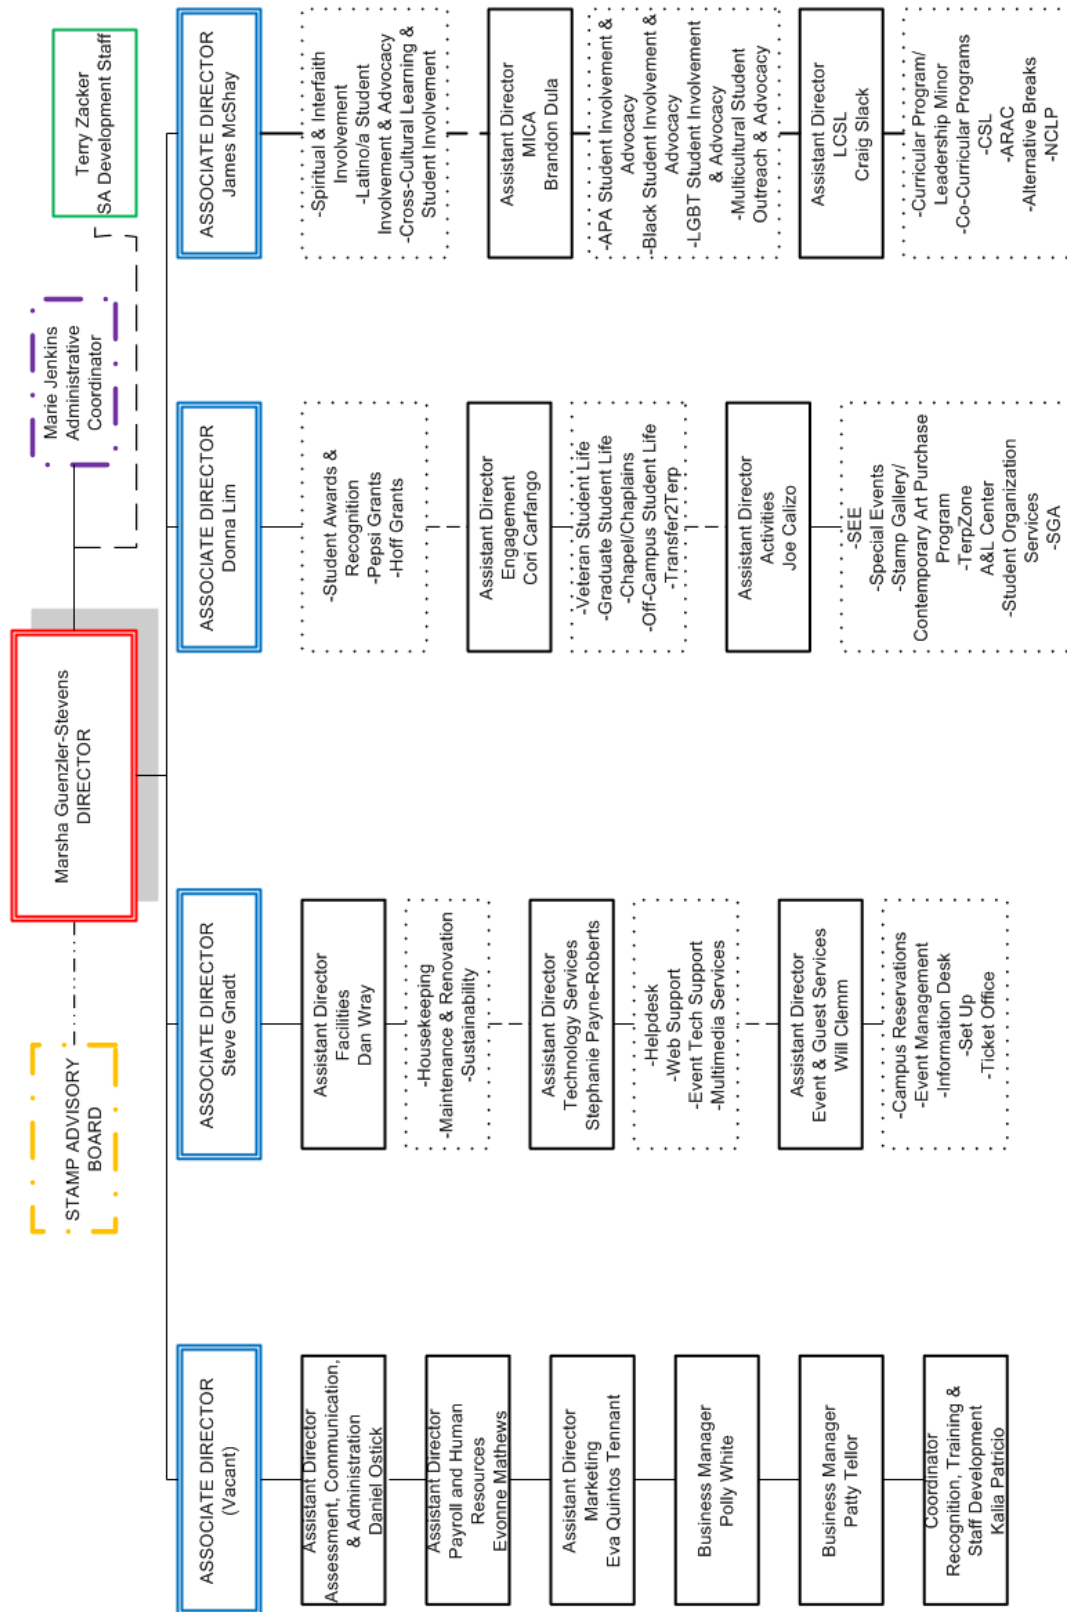 Marsha Guenzler-Stevens
DIRECTOR
STAMP ADVISORY
BOARD
Marie Jenkins
Administrative
Coordinator
Terry Zacker
SA Development Staff
ASSOCIATE DIRECTOR
(Vacant)
Assistant Director
Assessment, Communication,
& Administration
Daniel Ostick
Assistant Director
Payroll and Human
Resources
Evonne Mathews
Assistant Director
Marketing
Eva Quintos Tennant
Business Manager
Polly White
Business Manager
Patty Tellor
Coordinator
Recognition, Training &
Staff Development
Kalia Patricio
ASSOCIATE DIRECTOR
Steve Gnadt
Assistant Director
Facilities
Dan Wray
-Housekeeping
-Maintenance & Renovation
-Sustainability
Assistant Director
Technology Services
Stephanie Payne-Roberts
-Helpdesk
-Web Support
-Event Tech Support
-Multimedia Services
Assistant Director
Event & Guest Services
Will Clemm
-Campus Reservations
-Event Management
-Information Desk
-Set Up
-Ticket Office
ASSOCIATE DIRECTOR
Donna Lim
-Student Awards &
Recognition
-Pepsi Grants
-Hoff Grants
Assistant Director
Engagement
Cori Carfango
-Veteran Student Life
-Graduate Student Life
-Chapel/Chaplains
-Off-Campus Student Life
-Transfer2Terp
Assistant Director
Activities
Joe Calizo
-SEE
-Special Events
-Stamp Gallery/
Contemporary Art Purchase
Program
-TerpZone
A&L Center
-Student Organization
Services
-SGA
ASSOCIATE DIRECTOR
James McShay
-Spiritual & Interfaith
Involvement
-Latino/a Student
Involvement & Advocacy
-Cross-Cultural Learning &
Student Involvement
Assistant Director
MICA
Brandon Dula
-APA Student Involvement &
Advocacy
-Black Student Involvement &
Advocacy
-LGBT Student Involvement
& Advocacy
-Multicultural Student
Outreach & Advocacy
Assistant Director
LCSL
Craig Slack
-Curricular Program/
Leadership Minor
-Co-Curricular Programs
-CSL
-ARAC
-Alternative Breaks
-NCLP